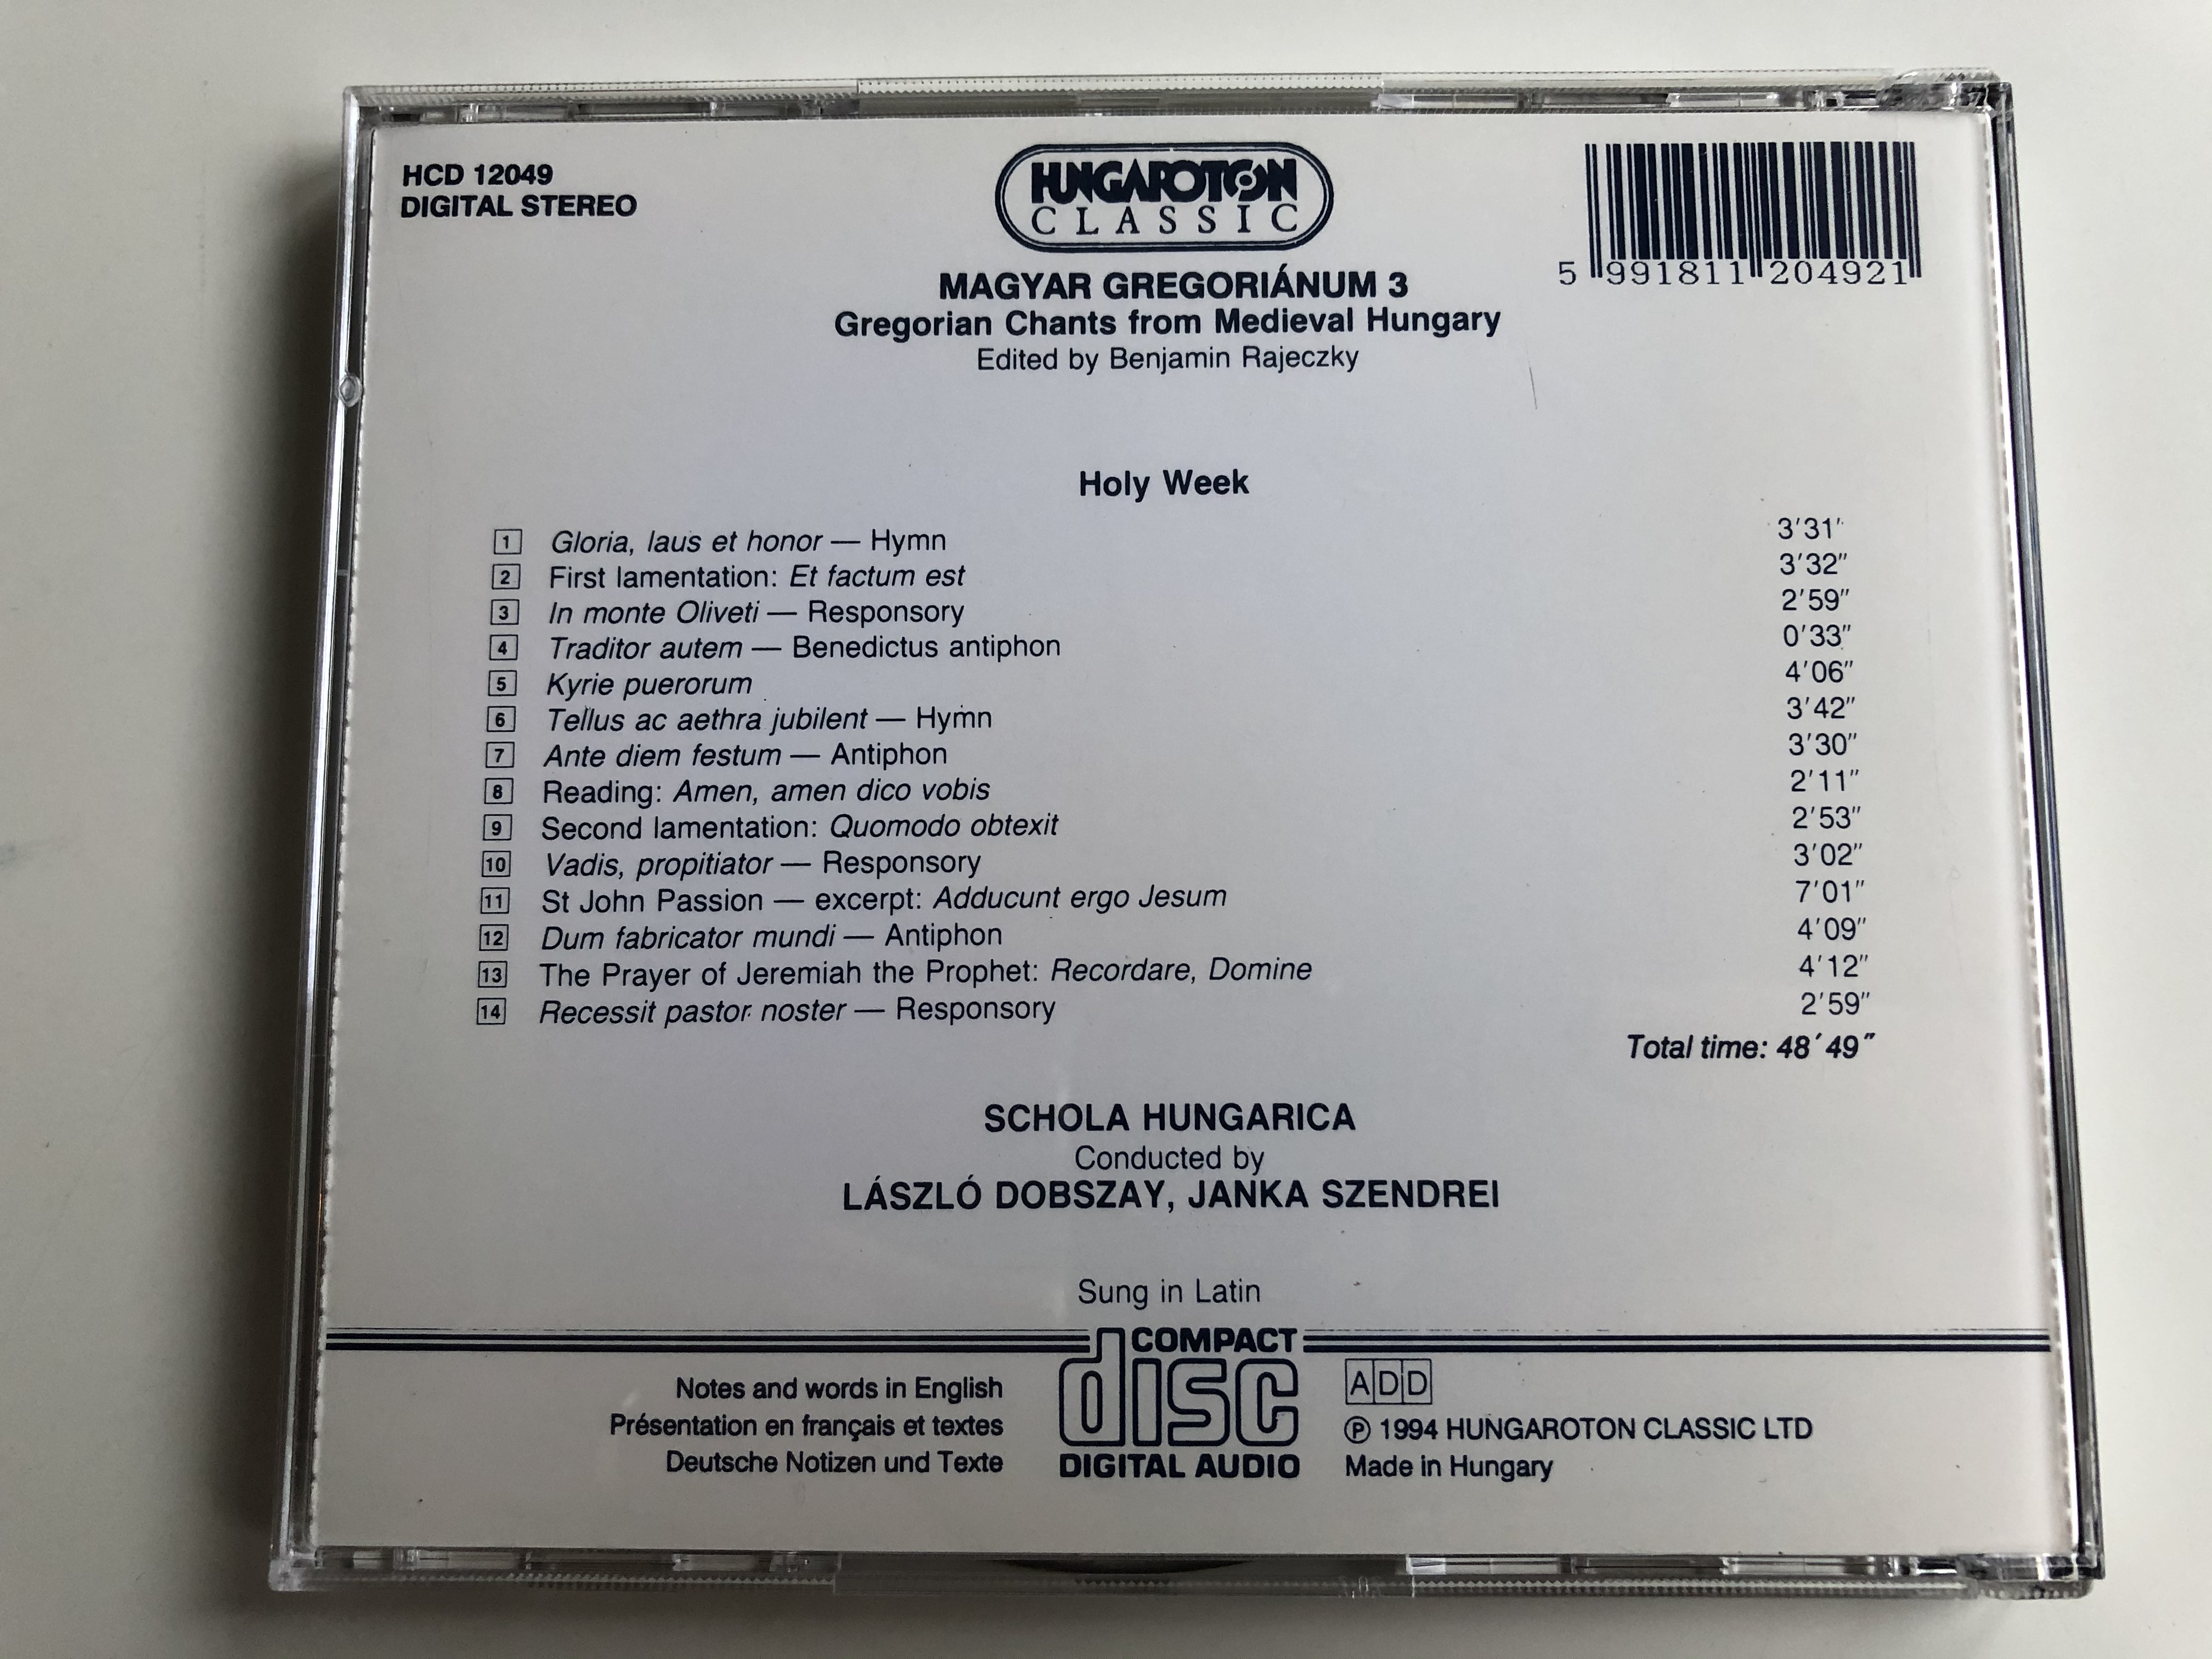 HCD 12049
DIGITAL STEREO
HUNGAROTON
CLASSIC
5 991811 204921
MAGYAR GREGORIÁNUM 3
Gregorian Chants from Medieval Hungary
Edited by Benjamin Rajeczky
Holy Week
1 Gloria, laus et honor — Hymn 3'31"
2 First lamentation: Et factum est 3'32"
3 In monte Oliveti — Responsory 2'59"
4 Traditor autem — Benedictus antiphon 0'33"
5 Kyrie puerorum 4'06"
6 Tellus ac aethra jubilent — Hymn 3'42"
7 Ante diem festum — Antiphon 3'30"
8 Reading: Amen, amen dico vobis 2'11"
9 Second lamentation: Quomodo obtexit 2'53"
10 Vadis, propitiator — Responsory 3'02"
11 St John Passion — excerpt: Adducunt ergo Jesum 7'01"
12 Dum fabricator mundi — Antiphon 4'09"
13 The Prayer of Jeremiah the Prophet: Recordare, Domine 4'12"
14 Recessit pastor noster — Responsory 2'59"
Total time: 48'49"
SCHOLA HUNGARICA
Conducted by
LÁSZLÓ DOBSZAY, JANKA SZENDREI
Sung in Latin
Notes and words in English
Présentation en français et textes
Deutsche Notizen und Texte
COMPACT
disc
DIGITAL AUDIO
ADD
℗ 1994 HUNGAROTON CLASSIC LTD
Made in Hungary